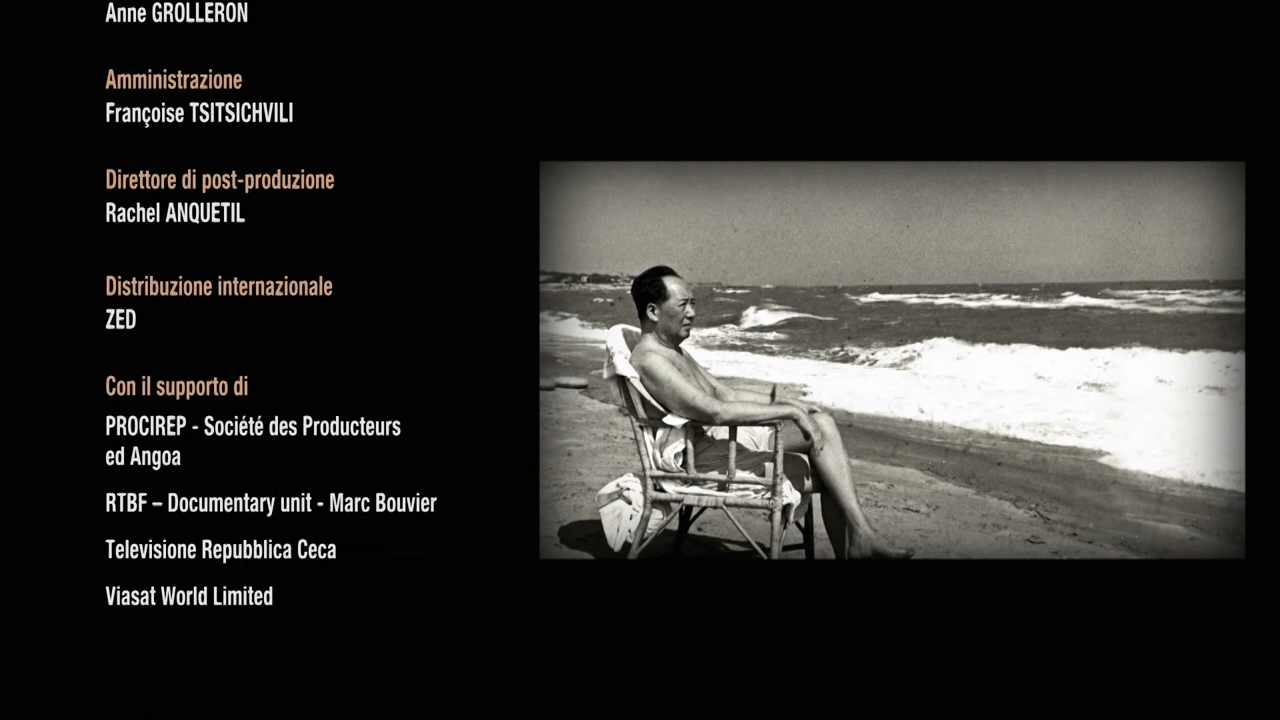 Anne GROLLERON
Amministrazione
Françoise TSITSICHVILI
Direttore di post-produzione
Rachel ANQUETIL
Distribuzione internazionale
ZED
Con il supporto di
PROCIREP - Société des Producteurs
ed Angoa
RTBF – Documentary unit - Marc Bouvier
Televisione Repubblica Ceca
Viasat World Limited